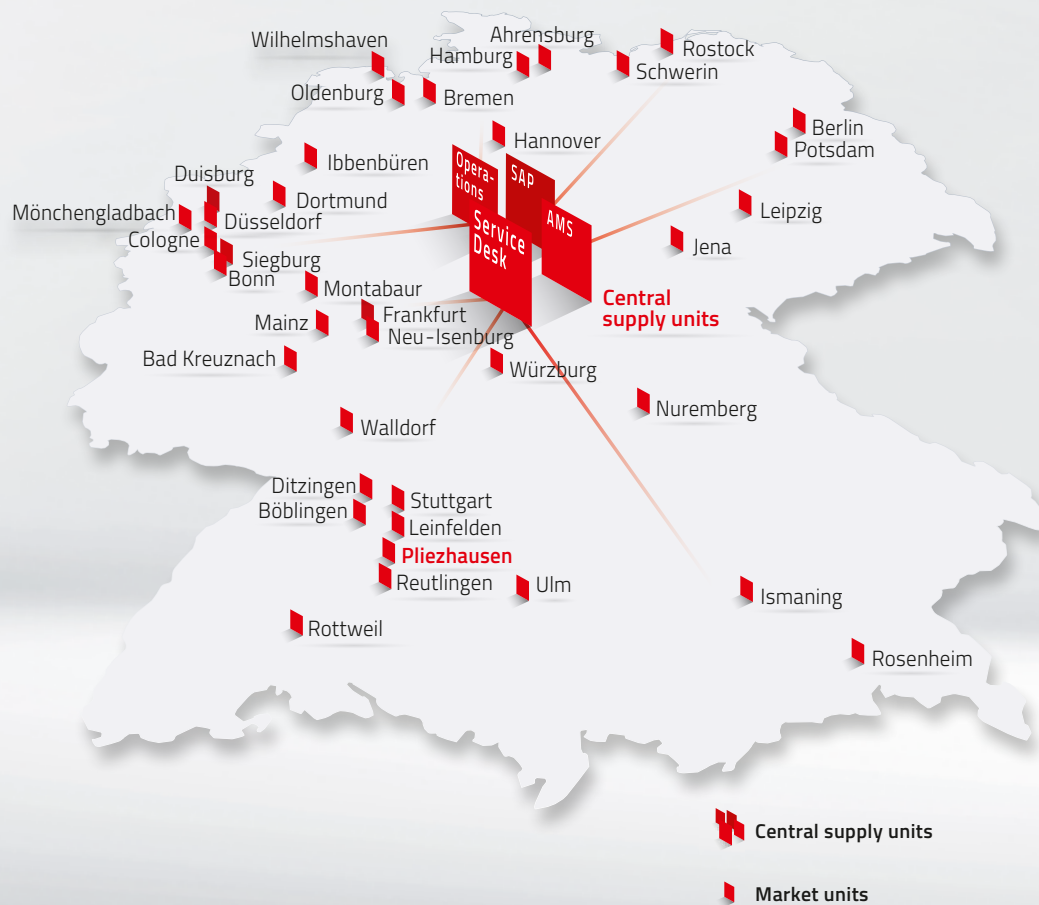 Ahrensburg
Wilhelmshaven
Rostock
Hamburg
Schwerin
Oldenburg
Bremen
Berlin
Hannover
Potsdam
Ibbenbüren
Opera-
tions
SAP
Duisburg
Dortmund
Mönchengladbach
Düsseldorf
AMS
Leipzig
Cologne
Service
Desk
Jena
Siegburg
Bonn
Montabaur
Central
supply units
Frankfurt
Mainz
Neu-Isenburg
Bad Kreuznach
Würzburg
Nuremberg
Walldorf
Ditzingen
Stuttgart
Böblingen
Leinfelden
Pliezhausen
Reutlingen
Ulm
Ismaning
Rottweil
Rosenheim
Central supply units
Market units